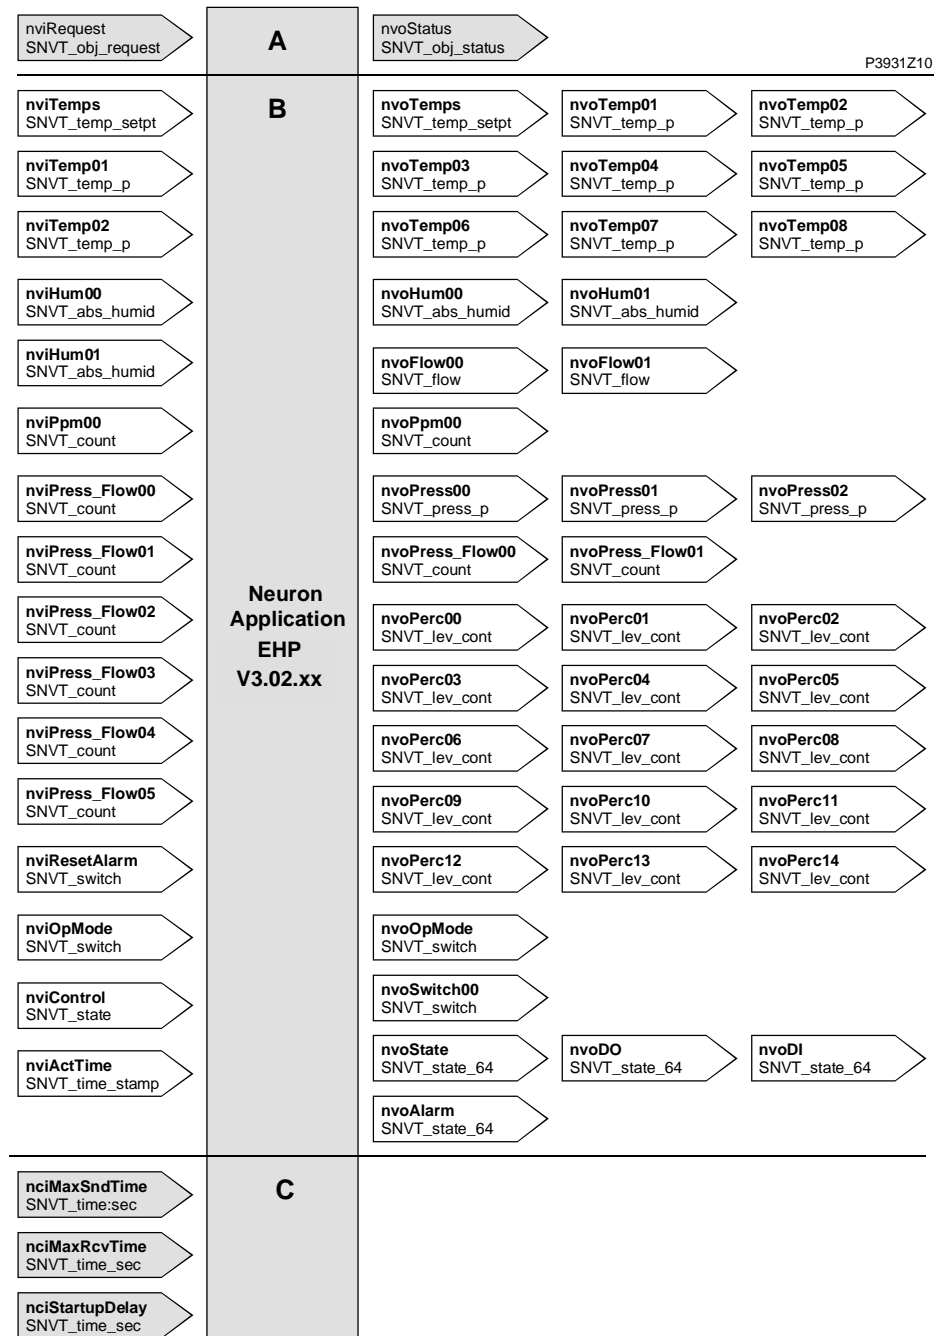 nviRequest
SNVT_obj_request
A
nvoStatus
SNVT_obj_status
P3931Z10
nviTemps
SNVT_temp_setpt
B
nvoTemps
SNVT_temp_setpt
nvoTemp01
SNVT_temp_p
nvoTemp02
SNVT_temp_p
nviTemp01
SNVT_temp_p
nvoTemp03
SNVT_temp_p
nvoTemp04
SNVT_temp_p
nvoTemp05
SNVT_temp_p
nviTemp02
SNVT_temp_p
nvoTemp06
SNVT_temp_p
nvoTemp07
SNVT_temp_p
nvoTemp08
SNVT_temp_p
nviHum00
SNVT_abs_humid
nvoHum00
SNVT_abs_humid
nvoHum01
SNVT_abs_humid
nviHum01
SNVT_abs_humid
nvoFlow00
SNVT_flow
nvoFlow01
SNVT_flow
nviPpm00
SNVT_count
nvoPpm00
SNVT_count
nviPress_Flow00
SNVT_count
nvoPress00
SNVT_press_p
nvoPress01
SNVT_press_p
nvoPress02
SNVT_press_p
nviPress_Flow01
SNVT_count
nvoPress_Flow00
SNVT_count
nvoPress_Flow01
SNVT_count
Neuron
Application
EHP
V3.02.xx
nviPress_Flow02
SNVT_count
nvoPerc00
SNVT_lev_cont
nvoPerc01
SNVT_lev_cont
nvoPerc02
SNVT_lev_cont
nviPress_Flow03
SNVT_count
nvoPerc03
SNVT_lev_cont
nvoPerc04
SNVT_lev_cont
nvoPerc05
SNVT_lev_cont
nviPress_Flow04
SNVT_count
nvoPerc06
SNVT_lev_cont
nvoPerc07
SNVT_lev_cont
nvoPerc08
SNVT_lev_cont
nviPress_Flow05
SNVT_count
nvoPerc09
SNVT_lev_cont
nvoPerc10
SNVT_lev_cont
nvoPerc11
SNVT_lev_cont
nviResetAlarm
SNVT_switch
nvoPerc12
SNVT_lev_cont
nvoPerc13
SNVT_lev_cont
nvoPerc14
SNVT_lev_cont
nviOpMode
SNVT_switch
nvoOpMode
SNVT_switch
nviControl
SNVT_state
nvoSwitch00
SNVT_switch
nviActTime
SNVT_time_stamp
nvoState
SNVT_state_64
nvoDO
SNVT_state_64
nvoDI
SNVT_state_64
nvoAlarm
SNVT_state_64
nciMaxSndTime
SNVT_time:sec
C
nciMaxRcvTime
SNVT_time_sec
nciStartupDelay
SNVT_time_sec